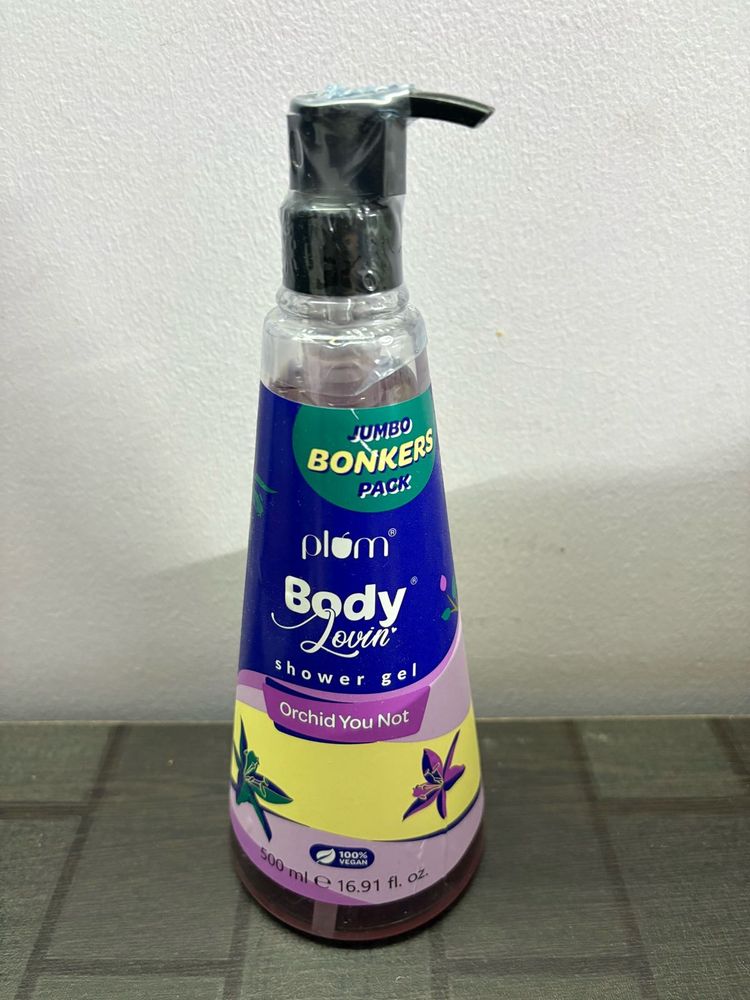 JUMBO
BONKERS
PACK
plum®
Body®
Lovin'
shower gel
Orchid You Not
100%
VEGAN
500 ml ℮ 16.91 fl. oz.